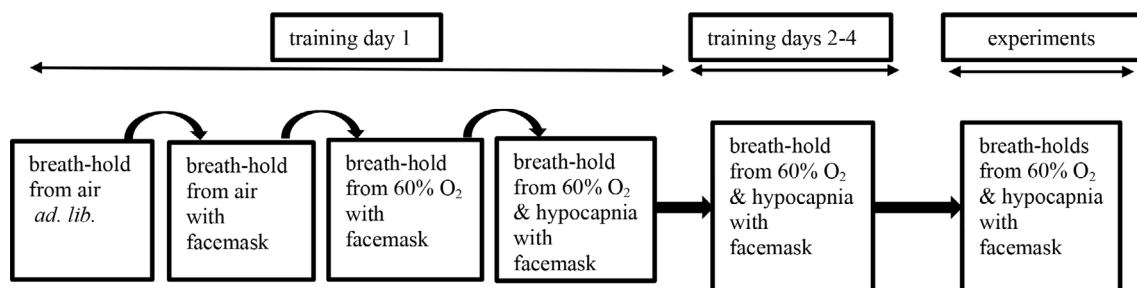 training day 1
training days 2-4
experiments
breath-hold
from air
ad. lib.
breath-hold
from air
with
facemask
breath-hold
from 60% O₂
with
facemask
breath-hold
from 60% O₂
& hypocapnia
with
facemask
breath-hold
from 60% O₂
& hypocapnia
with
facemask
breath-holds
from 60% O₂
& hypocapnia
with
facemask